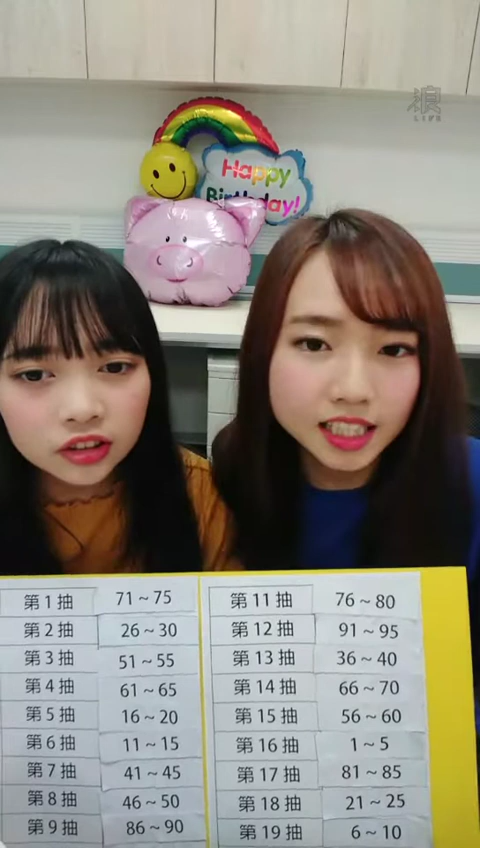 浪
LIVE
Happy
Birthday!
第1抽 71~75
第2抽 26~30
第3抽 51~55
第4抽 61~65
第5抽 16~20
第6抽 11~15
第7抽 41~45
第8抽 46~50
第9抽 86~90
第11抽 76~80
第12抽 91~95
第13抽 36~40
第14抽 66~70
第15抽 56~60
第16抽 1~5
第17抽 81~85
第18抽 21~25
第19抽 6~10